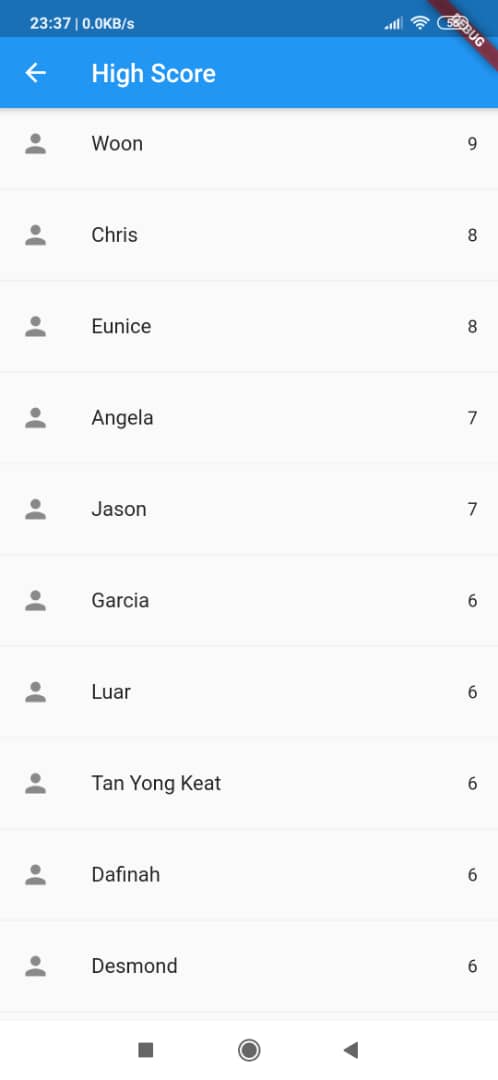 23:37 | 0.0KB/s
High Score
Woon 9
Chris 8
Eunice 8
Angela 7
Jason 7
Garcia 6
Luar 6
Tan Yong Keat 6
Dafinah 6
Desmond 6